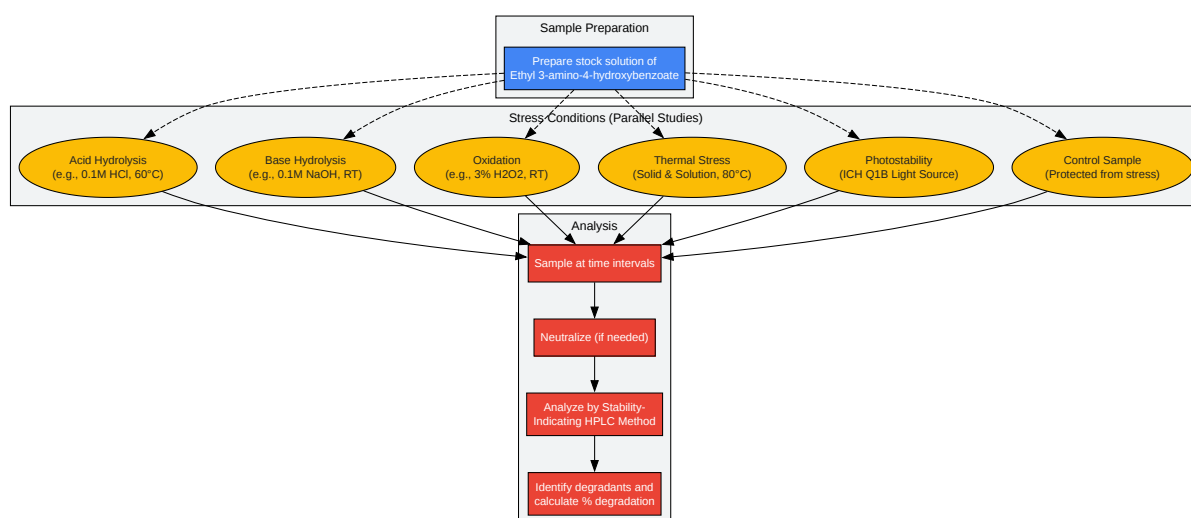 Sample Preparation
Prepare stock solution of
Ethyl 3-amino-4-hydroxybenzoate
Stress Conditions (Parallel Studies)
Acid Hydrolysis
(e.g., 0.1M HCl, 60°C)
Base Hydrolysis
(e.g., 0.1M NaOH, RT)
Oxidation
(e.g., 3% H2O2, RT)
Thermal Stress
(Solid & Solution, 80°C)
Photostability
(ICH Q1B Light Source)
Control Sample
(Protected from stress)
Analysis
Sample at time intervals
Neutralize (if needed)
Analyze by Stability-
Indicating HPLC Method
Identify degradants and
calculate % degradation